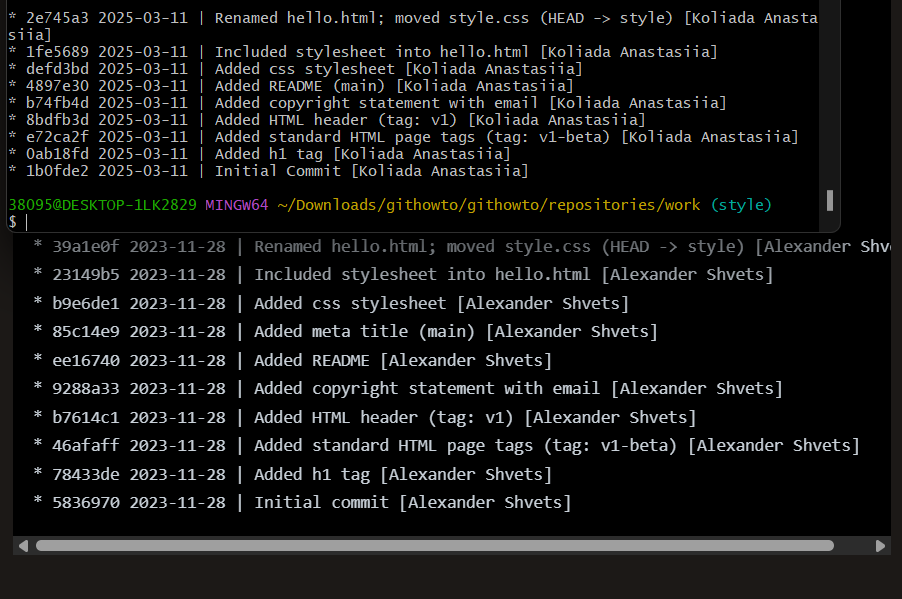 * 2e745a3 2025-03-11 | Renamed hello.html; moved style.css (HEAD -> style) [Koliada Anasta
siia]
* 1fe5689 2025-03-11 | Included stylesheet into hello.html [Koliada Anastasiia]
* defd3bd 2025-03-11 | Added css stylesheet [Koliada Anastasiia]
* 4897e30 2025-03-11 | Added README (main) [Koliada Anastasiia]
* b74fb4d 2025-03-11 | Added copyright statement with email [Koliada Anastasiia]
* 8bdfb3d 2025-03-11 | Added HTML header (tag: v1) [Koliada Anastasiia]
* e72ca2f 2025-03-11 | Added standard HTML page tags (tag: v1-beta) [Koliada Anastasiia]
* 0ab18fd 2025-03-11 | Added h1 tag [Koliada Anastasiia]
* 1b0fde2 2025-03-11 | Initial Commit [Koliada Anastasiia]
38095@DESKTOP-1LK2829 MINGW64 ~/Downloads/githowto/githowto/repositories/work (style)
$
* 39a1e0f 2023-11-28 | Renamed hello.html; moved style.css (HEAD -> style) [Alexander Shv
* 23149b5 2023-11-28 | Included stylesheet into hello.html [Alexander Shvets]
* b9e6de1 2023-11-28 | Added css stylesheet [Alexander Shvets]
* 85c14e9 2023-11-28 | Added meta title (main) [Alexander Shvets]
* ee16740 2023-11-28 | Added README [Alexander Shvets]
* 9288a33 2023-11-28 | Added copyright statement with email [Alexander Shvets]
* b7614c1 2023-11-28 | Added HTML header (tag: v1) [Alexander Shvets]
* 46afaff 2023-11-28 | Added standard HTML page tags (tag: v1-beta) [Alexander Shvets]
* 78433de 2023-11-28 | Added h1 tag [Alexander Shvets]
* 5836970 2023-11-28 | Initial commit [Alexander Shvets]